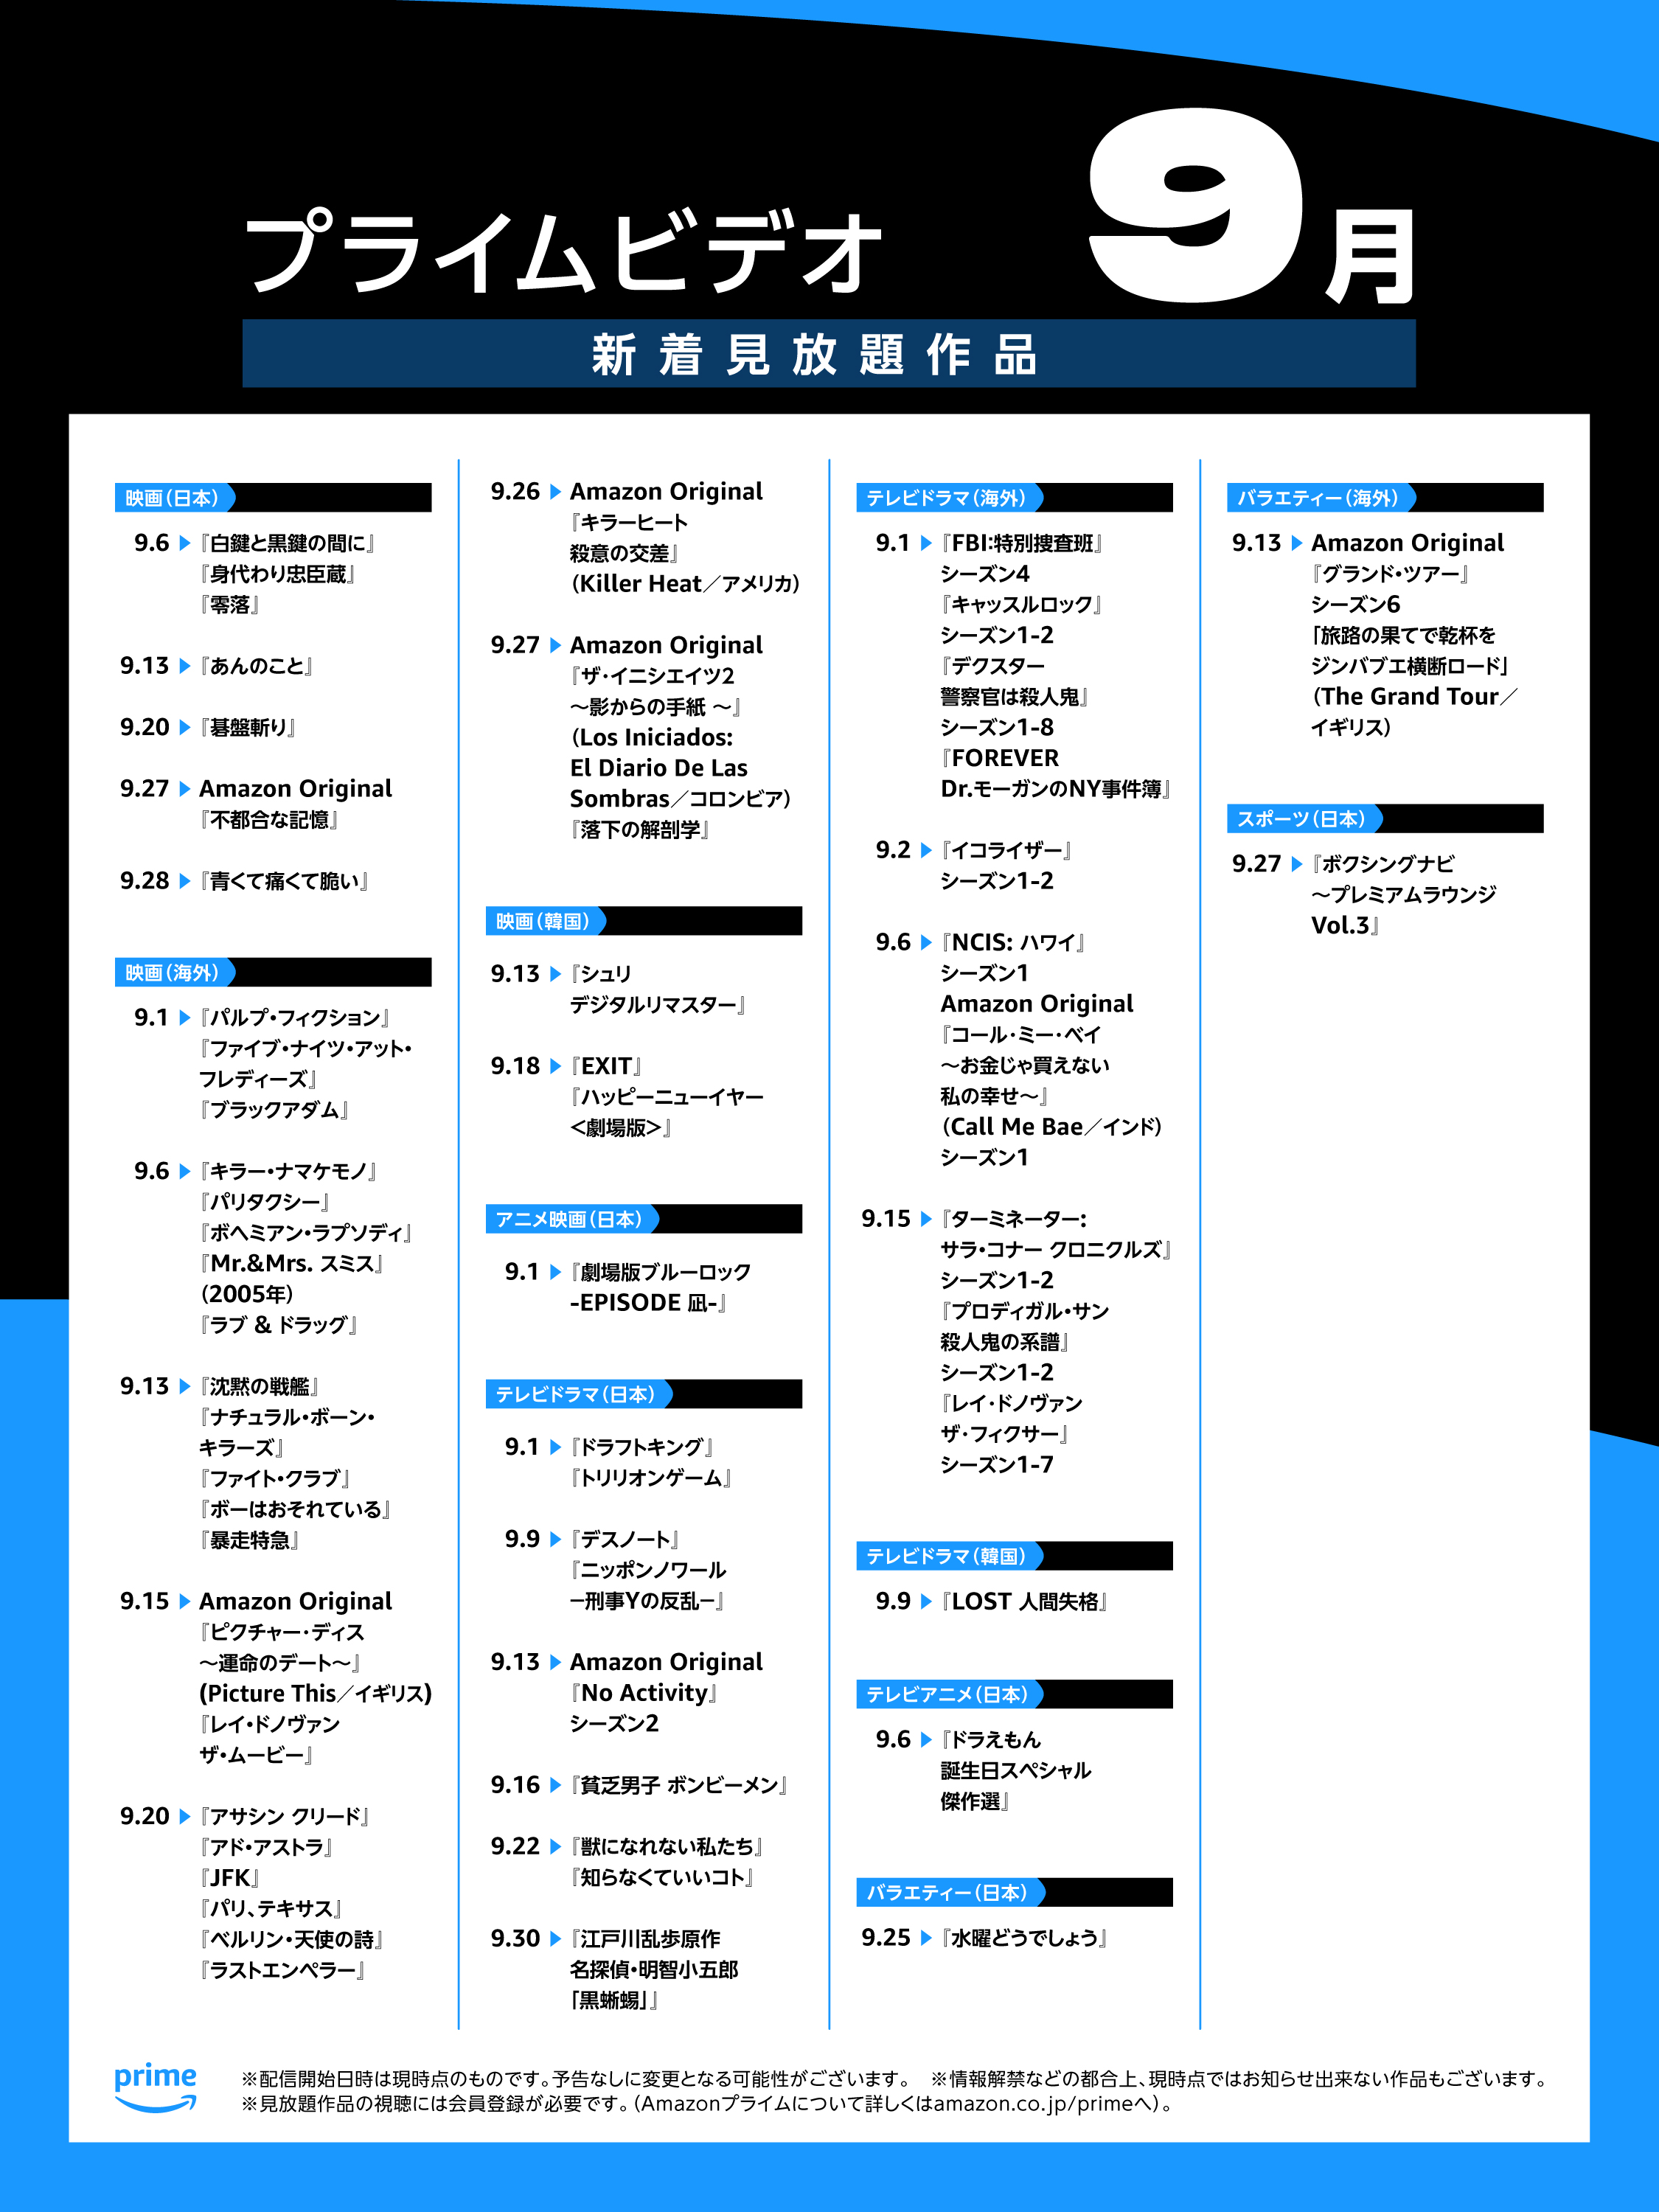 プライムビデオ 9月
新着見放題作品
映画（日本）
9.6 『白鍵と黒鍵の間に』
『身代わり忠臣蔵』
『零落』
9.13 『あんのこと』
9.20 『碁盤斬り』
9.27 Amazon Original
『不都合な記憶』
9.28 『青くて痛くて脆い』
映画（海外）
9.1 『パルプ・フィクション』
『ファイブ・ナイツ・アット・
フレディーズ』
『ブラックアダム』
9.6 『キラー・ナマケモノ』
『パリタクシー』
『ボヘミアン・ラプソディ』
『Mr.&Mrs. スミス』
（2005年）
『ラブ & ドラッグ』
9.13 『沈黙の戦艦』
『ナチュラル・ボーン・
キラーズ』
『ファイト・クラブ』
『ボーはおそれている』
『暴走特急』
9.15 Amazon Original
『ピクチャー・ディス
～運命のデート～』
(Picture This／イギリス)
『レイ・ドノヴァン
ザ・ムービー』
9.20 『アサシン クリード』
『アド・アストラ』
『JFK』
『パリ、テキサス』
『ベルリン・天使の詩』
『ラストエンペラー』
9.26 Amazon Original
『キラーヒート
殺意の交差』
（Killer Heat／アメリカ）
9.27 Amazon Original
『ザ・イニシエイツ2
～影からの手紙 ～』
（Los Iniciados:
El Diario De Las
Sombras／コロンビア）
『落下の解剖学』
映画（韓国）
9.13 『シュリ
デジタルリマスター』
9.18 『EXIT』
『ハッピーニューイヤー
<劇場版>』
アニメ映画（日本）
9.1 『劇場版ブルーロック
-EPISODE 凪-』
テレビドラマ（日本）
9.1 『ドラフトキング』
『トリリオンゲーム』
9.9 『デスノート』
『ニッポンノワール
ー刑事Yの反乱ー』
9.13 Amazon Original
『No Activity』
シーズン2
9.16 『貧乏男子 ボンビーメン』
9.22 『獣になれない私たち』
『知らなくていいコト』
9.30 『江戸川乱歩原作
名探偵・明智小五郎
「黒蜥蜴」』
テレビドラマ（海外）
9.1 『FBI:特別捜査班』
シーズン4
『キャッスルロック』
シーズン1-2
『デクスター
警察官は殺人鬼』
シーズン1-8
『FOREVER
Dr.モーガンのNY事件簿』
9.2 『イコライザー』
シーズン1-2
9.6 『NCIS: ハワイ』
シーズン1
Amazon Original
『コール・ミー・ベイ
～お金じゃ買えない
私の幸せ～』
（Call Me Bae／インド）
シーズン1
9.15 『ターミネーター:
サラ・コナー クロニクルズ』
シーズン1-2
『プロディガル・サン
殺人鬼の系譜』
シーズン1-2
『レイ・ドノヴァン
ザ・フィクサー』
シーズン1-7
テレビドラマ（韓国）
9.9 『LOST 人間失格』
テレビアニメ（日本）
9.6 『ドラえもん
誕生日スペシャル
傑作選』
バラエティー（日本）
9.25 『水曜どうでしょう』
バラエティー（海外）
9.13 Amazon Original
『グランド・ツアー』
シーズン6
「旅路の果てで乾杯を
ジンバブエ横断ロード」
（The Grand Tour／
イギリス）
スポーツ（日本）
9.27 『ボクシングナビ
～プレミアムラウンジ
Vol.3』
prime
※配信開始日時は現時点のものです。予告なしに変更となる可能性がございます。 ※情報解禁などの都合上、現時点ではお知らせ出来ない作品もございます。
※見放題作品の視聴には会員登録が必要です。（Amazonプライムについて詳しくはamazon.co.jp/primeへ）。